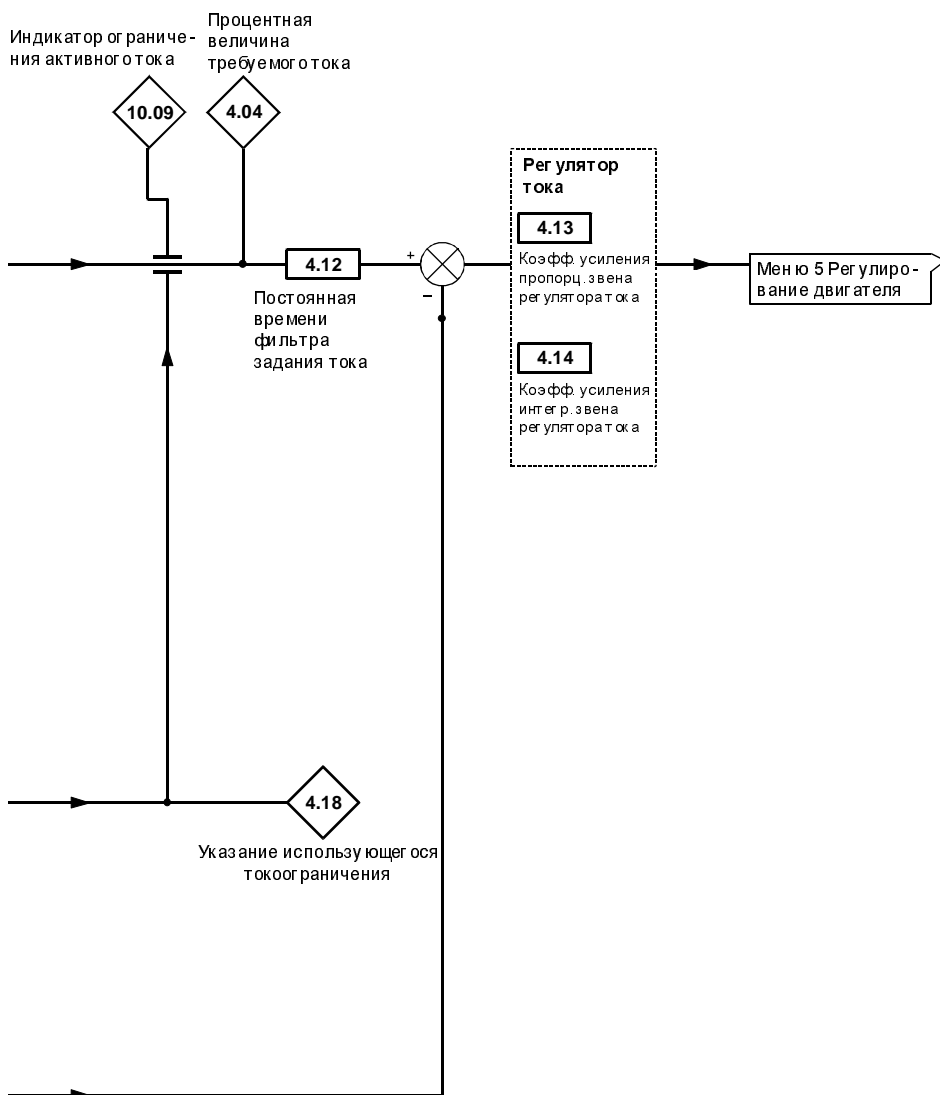 Индикатор ограниче-
ния активного тока
Процентная
величина
требуемого тока
10.09
4.04
Регулятор
тока
4.13
Коэфф. усиления
пропорц. звена
регулятора тока
4.12
+
–
Постоянная
времени
фильтра
задания тока
Меню 5 Регулиро-
вание двигателя
4.14
Коэфф. усиления
интегр. звена
регулятора тока
4.18
Указание использующегося
токоограничения